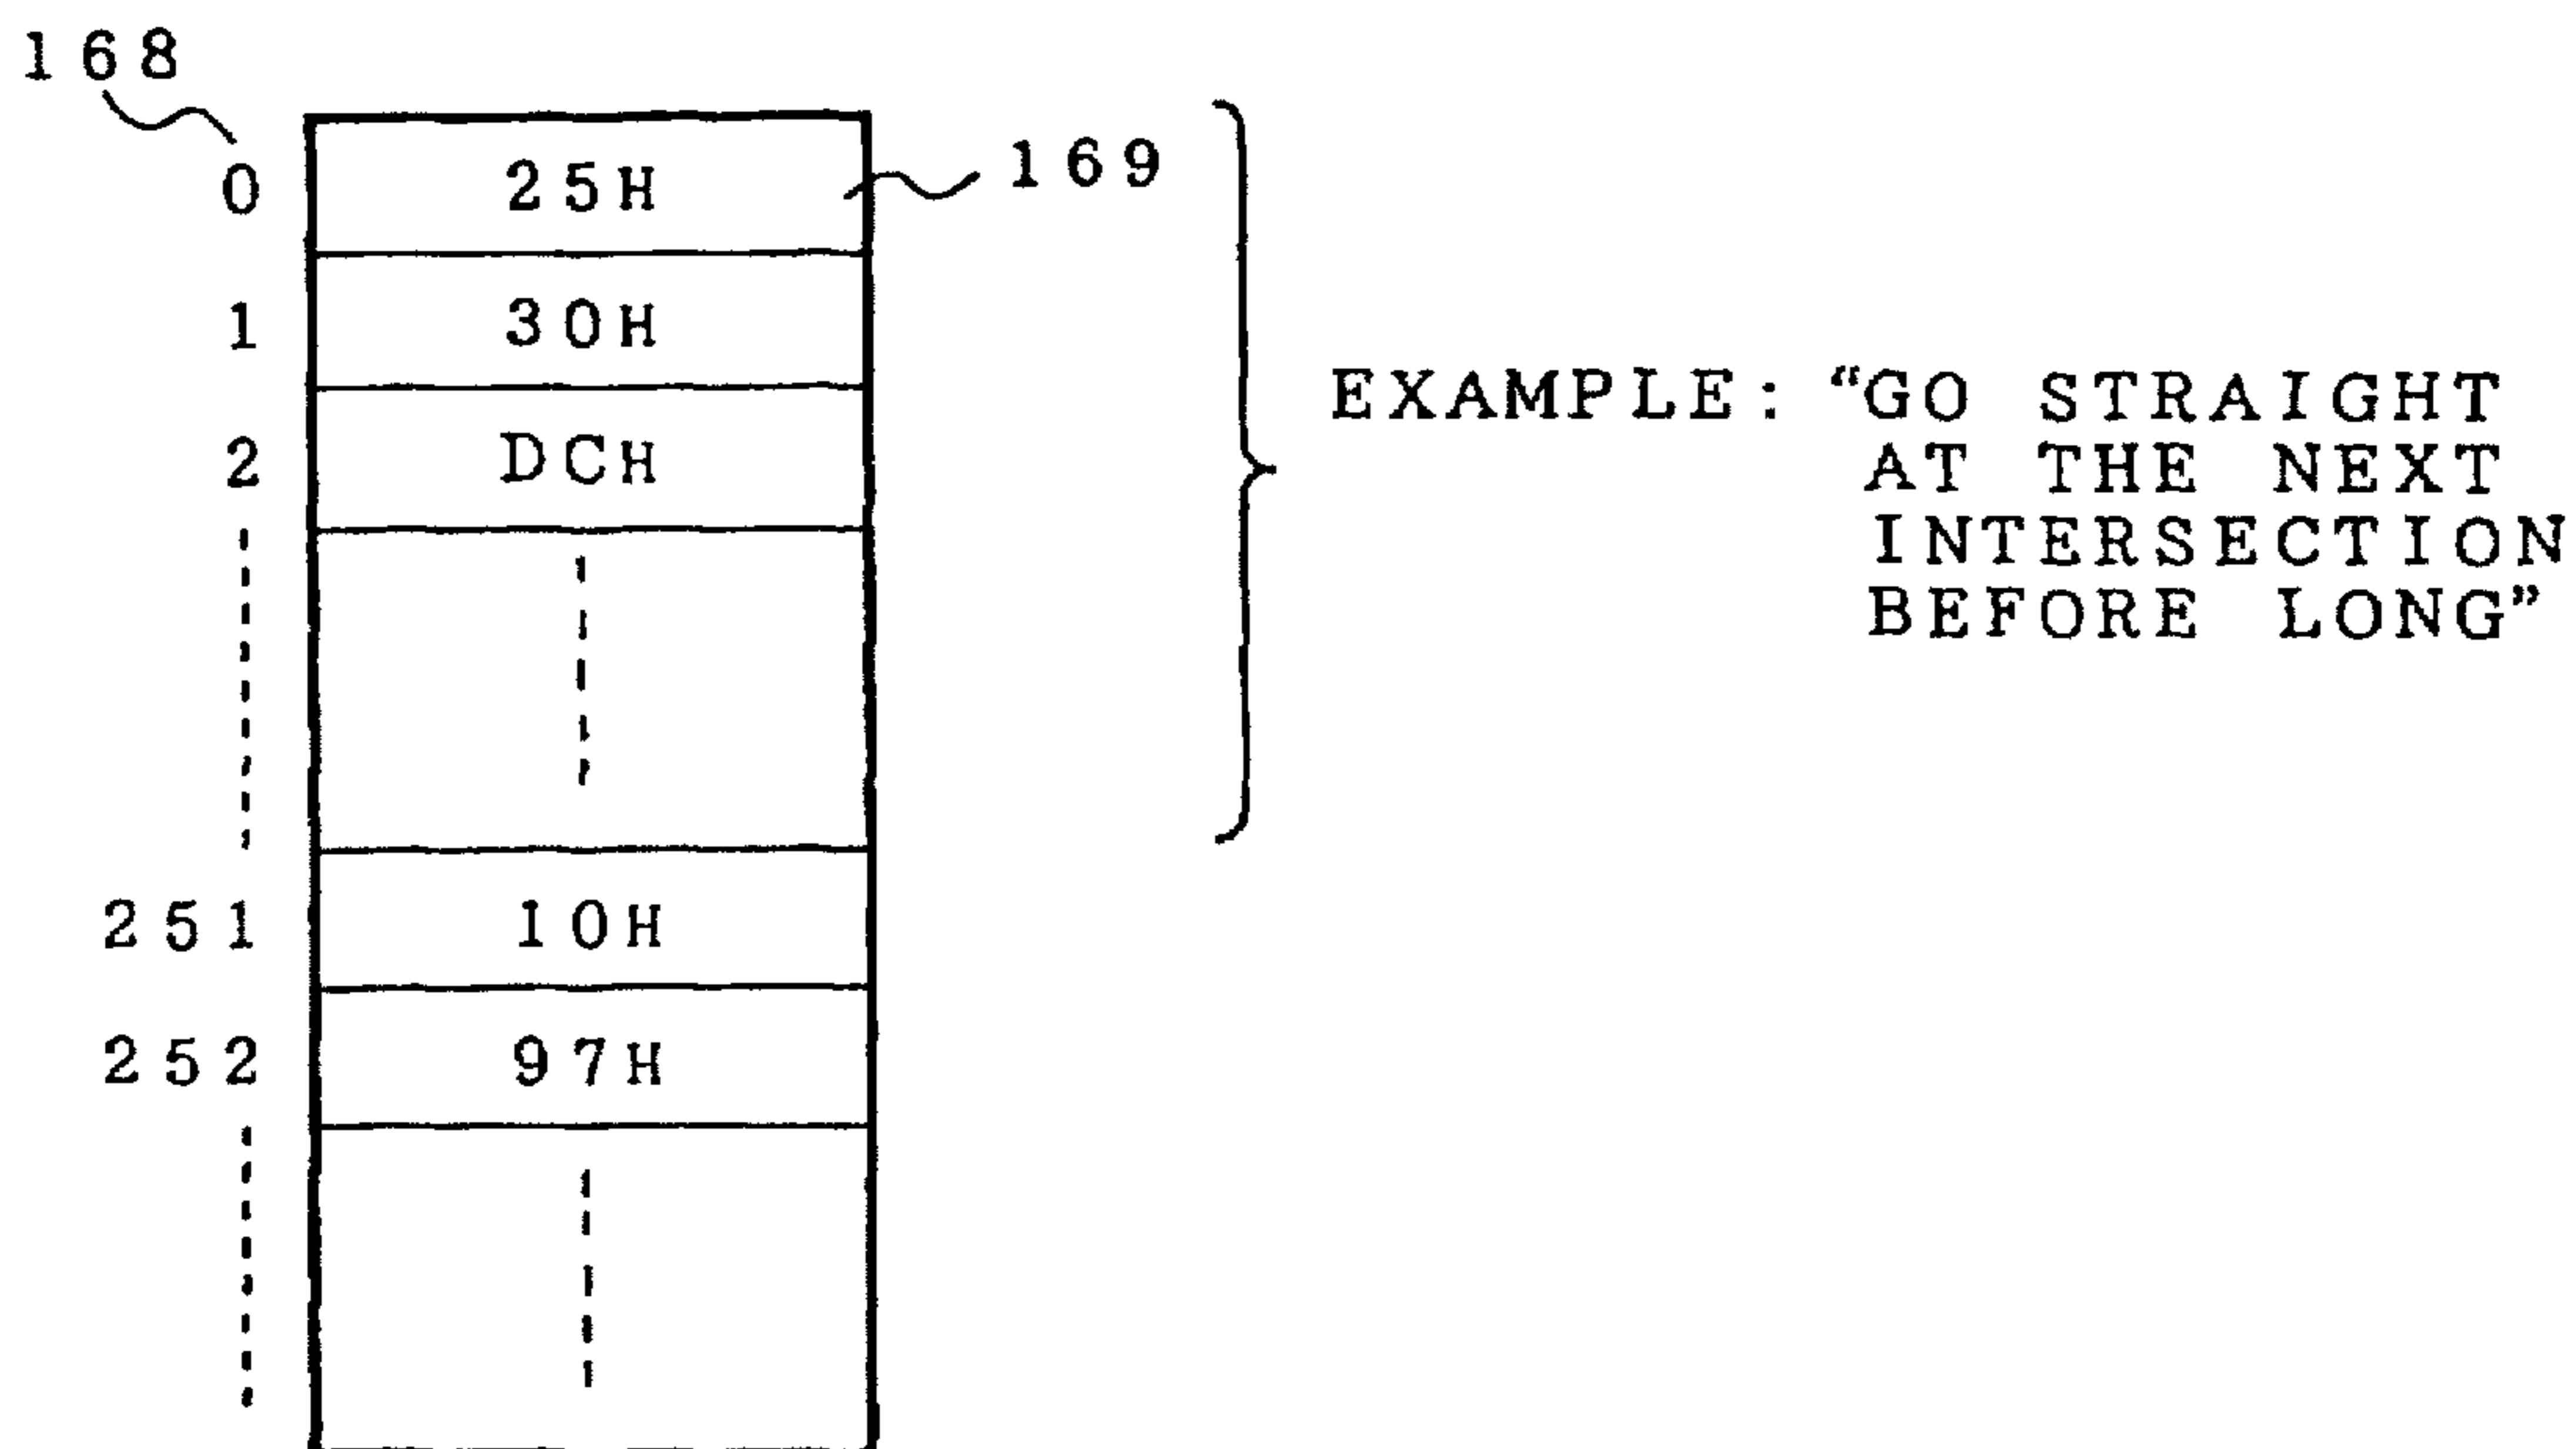 168
0 25H 169
1 30H
2 DCH
EXAMPLE: “GO STRAIGHT
AT THE NEXT
INTERSECTION
BEFORE LONG”
251 10H
252 97H